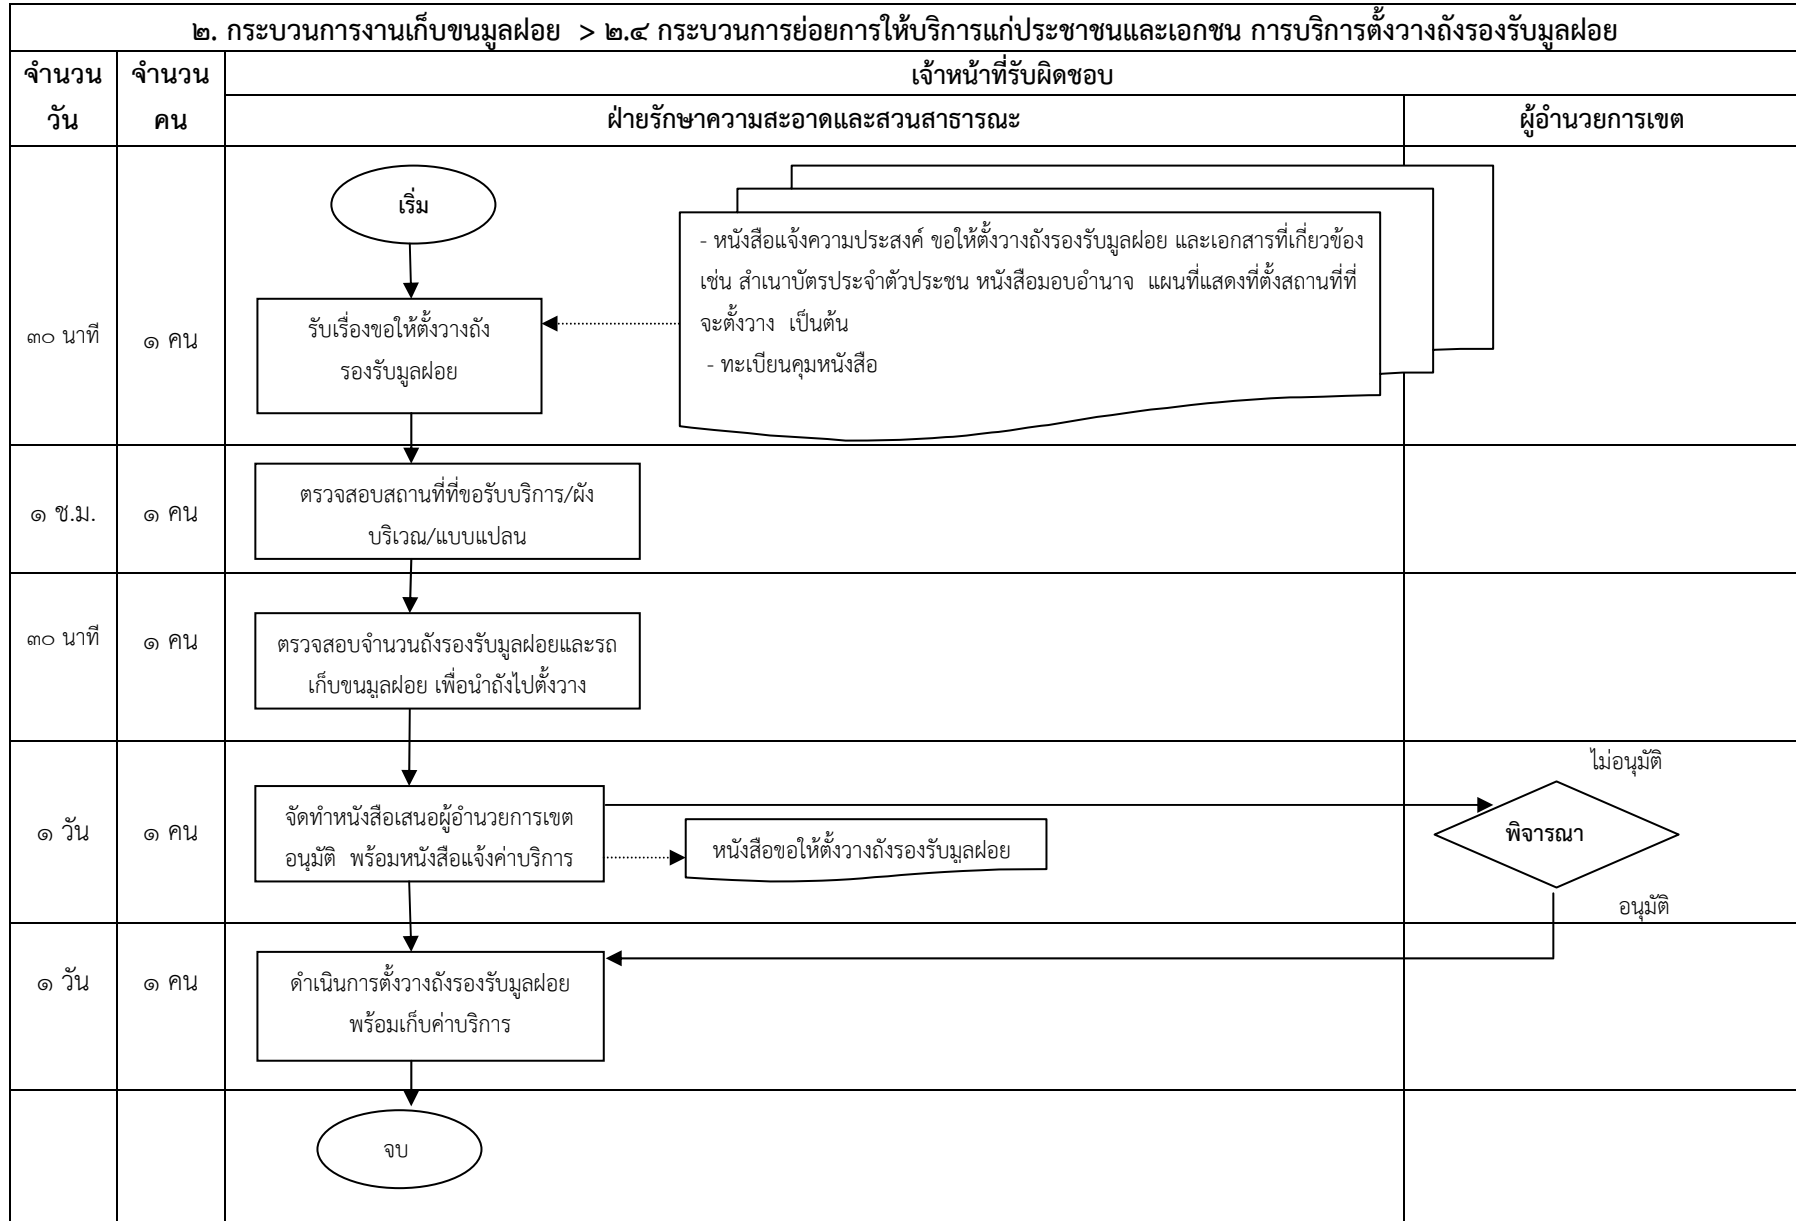 ๒. กระบวนการงานเก็บขนมูลฝอย > ๒.๔ กระบวนการย่อยการให้บริการแก่ประชาชนและเอกชน การบริการตั้งวางถังรองรับมูลฝอย
จำนวน
วัน
จำนวน
คน
เจ้าหน้าที่รับผิดชอบ
ฝ่ายรักษาความสะอาดและสวนสาธารณะ
ผู้อำนวยการเขต
เริ่ม
- หนังสือแจ้งความประสงค์ ขอให้ตั้งวางถังรองรับมูลฝอย และเอกสารที่เกี่ยวข้อง
เช่น สำเนาบัตรประจำตัวประชน หนังสือมอบอำนาจ แผนที่แสดงที่ตั้งสถานที่ที่
จะตั้งวาง เป็นต้น
- ทะเบียนคุมหนังสือ
๓๐ นาที
๑ คน
รับเรื่องขอให้ตั้งวางถัง
รองรับมูลฝอย
๑ ช.ม.
๑ คน
ตรวจสอบสถานที่ที่ขอรับบริการ/ผัง
บริเวณ/แบบแปลน
๓๐ นาที
๑ คน
ตรวจสอบจำนวนถังรองรับมูลฝอยและรถ
เก็บขนมูลฝอย เพื่อนำถังไปตั้งวาง
๑ วัน
๑ คน
จัดทำหนังสือเสนอผู้อำนวยการเขต
อนุมัติ พร้อมหนังสือแจ้งค่าบริการ
หนังสือขอให้ตั้งวางถังรองรับมูลฝอย
ไม่อนุมัติ
พิจารณา
อนุมัติ
๑ วัน
๑ คน
ดำเนินการตั้งวางถังรองรับมูลฝอย
พร้อมเก็บค่าบริการ
จบ